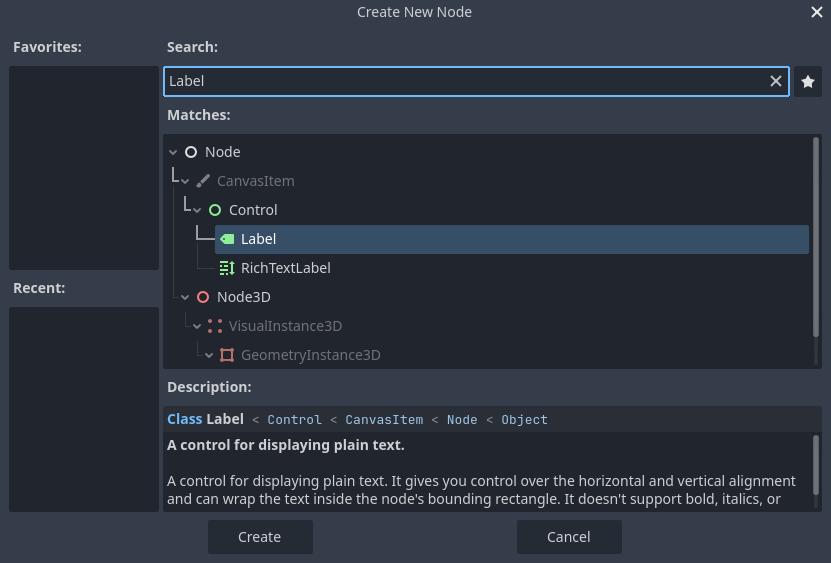 Create New Node
Favorites:
Search:
Label
Matches:
Node
CanvasItem
Control
Label
RichTextLabel
Recent:
Node3D
VisualInstance3D
GeometryInstance3D
Description:
Class Label < Control < CanvasItem < Node < Object
A control for displaying plain text.
A control for displaying plain text. It gives you control over the horizontal and vertical alignment
and can wrap the text inside the node's bounding rectangle. It doesn't support bold, italics, or
Create
Cancel